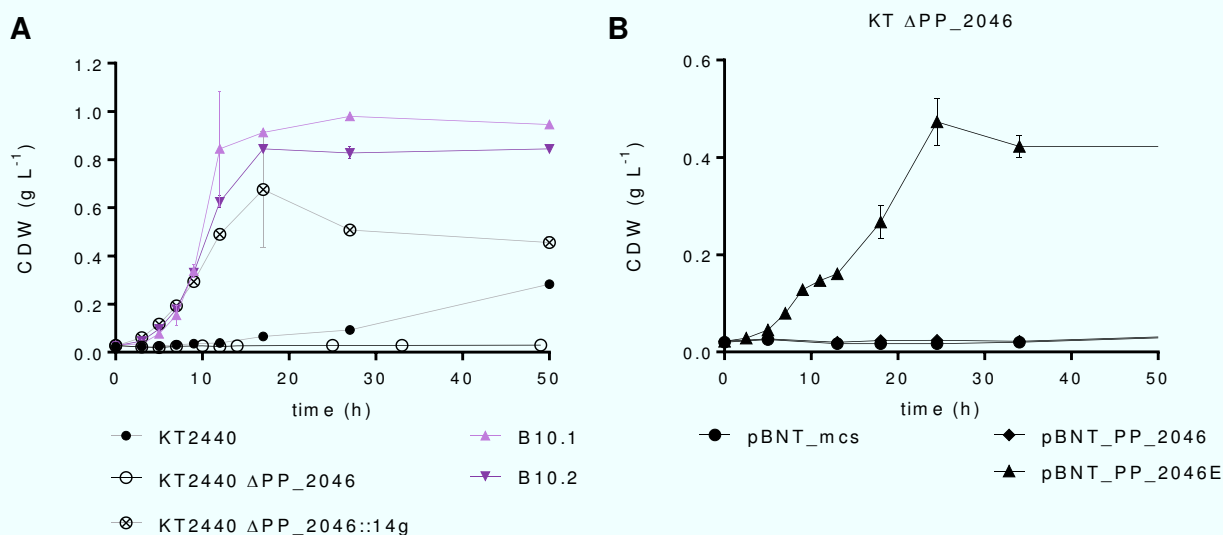 A
1.2
1.0
0.8
0.6
0.4
0.2
0.0
CDW (g L-1)
0 10 20 30 40 50
time (h)
KT2440
KT2440 ΔPP_2046
KT2440 ΔPP_2046::14g
B10.1
B10.2
B
KT ΔPP_2046
0.6
0.4
0.2
0.0
CDW (g L-1)
0 10 20 30 40 50
time (h)
pBNT_mcs
pBNT_PP_2046
pBNT_PP_2046E